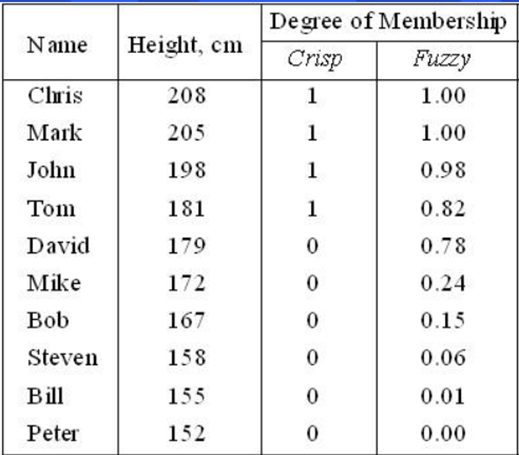 Name Height, cm Degree of Membership
Crisp Fuzzy
Chris 208 1 1.00
Mark 205 1 1.00
John 198 1 0.98
Tom 181 1 0.82
David 179 0 0.78
Mike 172 0 0.24
Bob 167 0 0.15
Steven 158 0 0.06
Bill 155 0 0.01
Peter 152 0 0.00